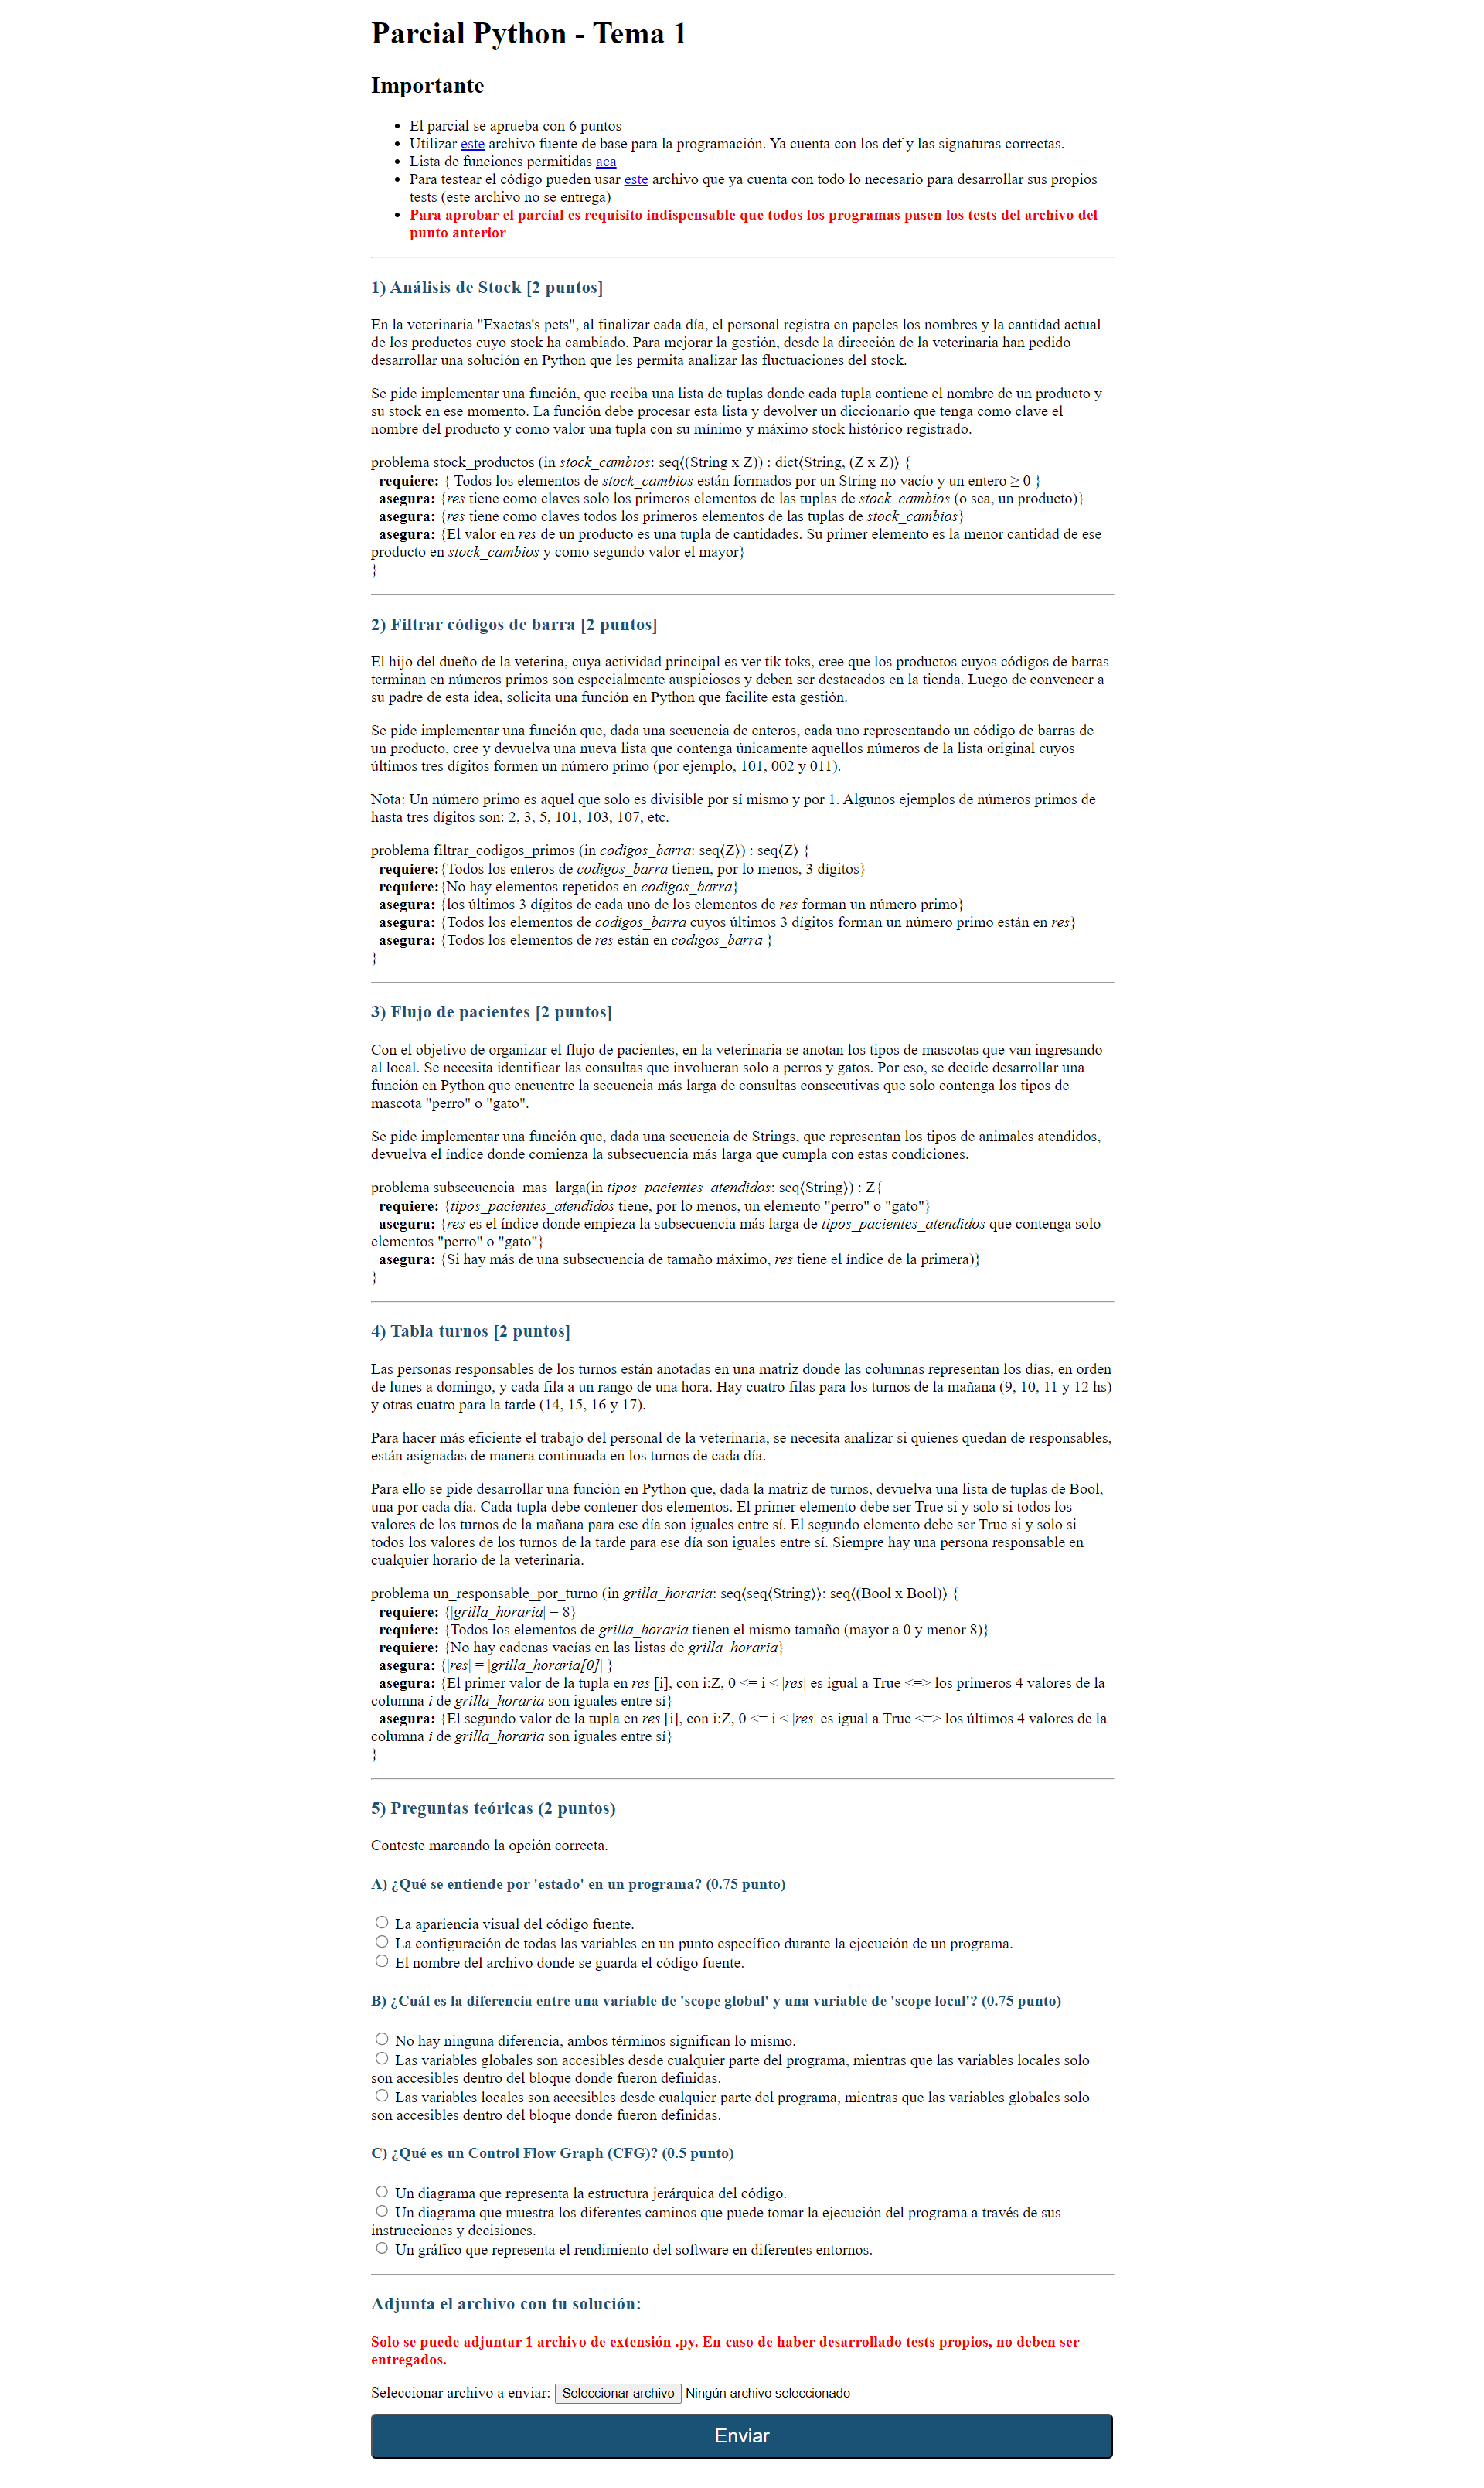 Parcial Python - Tema 1
Importante
• El parcial se aprueba con 6 puntos
• Utilizar este archivo fuente de base para la programación. Ya cuenta con los def y las signaturas correctas.
• Lista de funciones permitidas aca
• Para testear el código pueden usar este archivo que ya cuenta con todo lo necesario para desarrollar sus propios
tests (este archivo no se entrega)
• Para aprobar el parcial es requisito indispensable que todos los programas pasen los tests del archivo del
punto anterior
1) Análisis de Stock [2 puntos]
En la veterinaria "Exactas's pets", al finalizar cada día, el personal registra en papeles los nombres y la cantidad actual
de los productos cuyo stock ha cambiado. Para mejorar la gestión, desde la dirección de la veterinaria han pedido
desarrollar una solución en Python que les permita analizar las fluctuaciones del stock.
Se pide implementar una función, que reciba una lista de tuplas donde cada tupla contiene el nombre de un producto y
su stock en ese momento. La función debe procesar esta lista y devolver un diccionario que tenga como clave el
nombre del producto y como valor una tupla con su mínimo y máximo stock histórico registrado.
problema stock_productos (in stock_cambios: seq⟨(String x Z)) : dict⟨String, (Z x Z)⟩ {
requiere: { Todos los elementos de stock_cambios están formados por un String no vacío y un entero ≥ 0 }
asegura: {res tiene como claves solo los primeros elementos de las tuplas de stock_cambios (o sea, un producto)}
asegura: {res tiene como claves todos los primeros elementos de las tuplas de stock_cambios}
asegura: {El valor en res de un producto es una tupla de cantidades. Su primer elemento es la menor cantidad de ese
producto en stock_cambios y como segundo valor el mayor}
}
2) Filtrar códigos de barra [2 puntos]
El hijo del dueño de la veterina, cuya actividad principal es ver tik toks, cree que los productos cuyos códigos de barras
terminan en números primos son especialmente auspiciosos y deben ser destacados en la tienda. Luego de convencer a
su padre de esta idea, solicita una función en Python que facilite esta gestión.
Se pide implementar una función que, dada una secuencia de enteros, cada uno representando un código de barras de
un producto, cree y devuelva una nueva lista que contenga únicamente aquellos números de la lista original cuyos
últimos tres dígitos formen un número primo (por ejemplo, 101, 002 y 011).
Nota: Un número primo es aquel que solo es divisible por sí mismo y por 1. Algunos ejemplos de números primos de
hasta tres dígitos son: 2, 3, 5, 101, 103, 107, etc.
problema filtrar_codigos_primos (in codigos_barra: seq⟨Z⟩) : seq⟨Z⟩ {
requiere:{Todos los enteros de codigos_barra tienen, por lo menos, 3 dígitos}
requiere:{No hay elementos repetidos en codigos_barra}
asegura: {los últimos 3 dígitos de cada uno de los elementos de res forman un número primo}
asegura: {Todos los elementos de codigos_barra cuyos últimos 3 dígitos forman un número primo están en res}
asegura: {Todos los elementos de res están en codigos_barra }
}
3) Flujo de pacientes [2 puntos]
Con el objetivo de organizar el flujo de pacientes, en la veterinaria se anotan los tipos de mascotas que van ingresando
al local. Se necesita identificar las consultas que involucran solo a perros y gatos. Por eso, se decide desarrollar una
función en Python que encuentre la secuencia más larga de consultas consecutivas que solo contenga los tipos de
mascota "perro" o "gato".
Se pide implementar una función que, dada una secuencia de Strings, que representan los tipos de animales atendidos,
devuelva el índice donde comienza la subsecuencia más larga que cumpla con estas condiciones.
problema subsecuencia_mas_larga(in tipos_pacientes_atendidos: seq⟨String⟩) : Z{
requiere: {tipos_pacientes_atendidos tiene, por lo menos, un elemento "perro" o "gato"}
asegura: {res es el índice donde empieza la subsecuencia más larga de tipos_pacientes_atendidos que contenga solo
elementos "perro" o "gato"}
asegura: {Si hay más de una subsecuencia de tamaño máximo, res tiene el índice de la primera)}
}
4) Tabla turnos [2 puntos]
Las personas responsables de los turnos están anotadas en una matriz donde las columnas representan los días, en orden
de lunes a domingo, y cada fila a un rango de una hora. Hay cuatro filas para los turnos de la mañana (9, 10, 11 y 12 hs)
y otras cuatro para la tarde (14, 15, 16 y 17).
Para hacer más eficiente el trabajo del personal de la veterinaria, se necesita analizar si quienes quedan de responsables,
están asignadas de manera continuada en los turnos de cada día.
Para ello se pide desarrollar una función en Python que, dada la matriz de turnos, devuelva una lista de tuplas de Bool,
una por cada día. Cada tupla debe contener dos elementos. El primer elemento debe ser True si y solo si todos los
valores de los turnos de la mañana para ese día son iguales entre sí. El segundo elemento debe ser True si y solo si
todos los valores de los turnos de la tarde para ese día son iguales entre sí. Siempre hay una persona responsable en
cualquier horario de la veterinaria.
problema un_responsable_por_turno (in grilla_horaria: seq⟨seq⟨String⟩⟩: seq⟨(Bool x Bool)⟩ {
requiere: {|grilla_horaria| = 8}
requiere: {Todos los elementos de grilla_horaria tienen el mismo tamaño (mayor a 0 y menor 8)}
requiere: {No hay cadenas vacías en las listas de grilla_horaria}
asegura: {|res| = |grilla_horaria[0]| }
asegura: {El primer valor de la tupla en res [i], con i:Z, 0 <= i < |res| es igual a True <=> los primeros 4 valores de la
columna i de grilla_horaria son iguales entre sí}
asegura: {El segundo valor de la tupla en res [i], con i:Z, 0 <= i < |res| es igual a True <=> los últimos 4 valores de la
columna i de grilla_horaria son iguales entre sí}
}
5) Preguntas teóricas (2 puntos)
Conteste marcando la opción correcta.
A) ¿Qué se entiende por 'estado' en un programa? (0.75 punto)
La apariencia visual del código fuente.
La configuración de todas las variables en un punto específico durante la ejecución de un programa.
El nombre del archivo donde se guarda el código fuente.
B) ¿Cuál es la diferencia entre una variable de 'scope global' y una variable de 'scope local'? (0.75 punto)
No hay ninguna diferencia, ambos términos significan lo mismo.
Las variables globales son accesibles desde cualquier parte del programa, mientras que las variables locales solo
son accesibles dentro del bloque donde fueron definidas.
Las variables locales son accesibles desde cualquier parte del programa, mientras que las variables globales solo
son accesibles dentro del bloque donde fueron definidas.
C) ¿Qué es un Control Flow Graph (CFG)? (0.5 punto)
Un diagrama que representa la estructura jerárquica del código.
Un diagrama que muestra los diferentes caminos que puede tomar la ejecución del programa a través de sus
instrucciones y decisiones.
Un gráfico que representa el rendimiento del software en diferentes entornos.
Adjunta el archivo con tu solución:
Solo se puede adjuntar 1 archivo de extensión .py. En caso de haber desarrollado tests propios, no deben ser
entregados.
Seleccionar archivo a enviar: Seleccionar archivo Ningún archivo seleccionado
Enviar